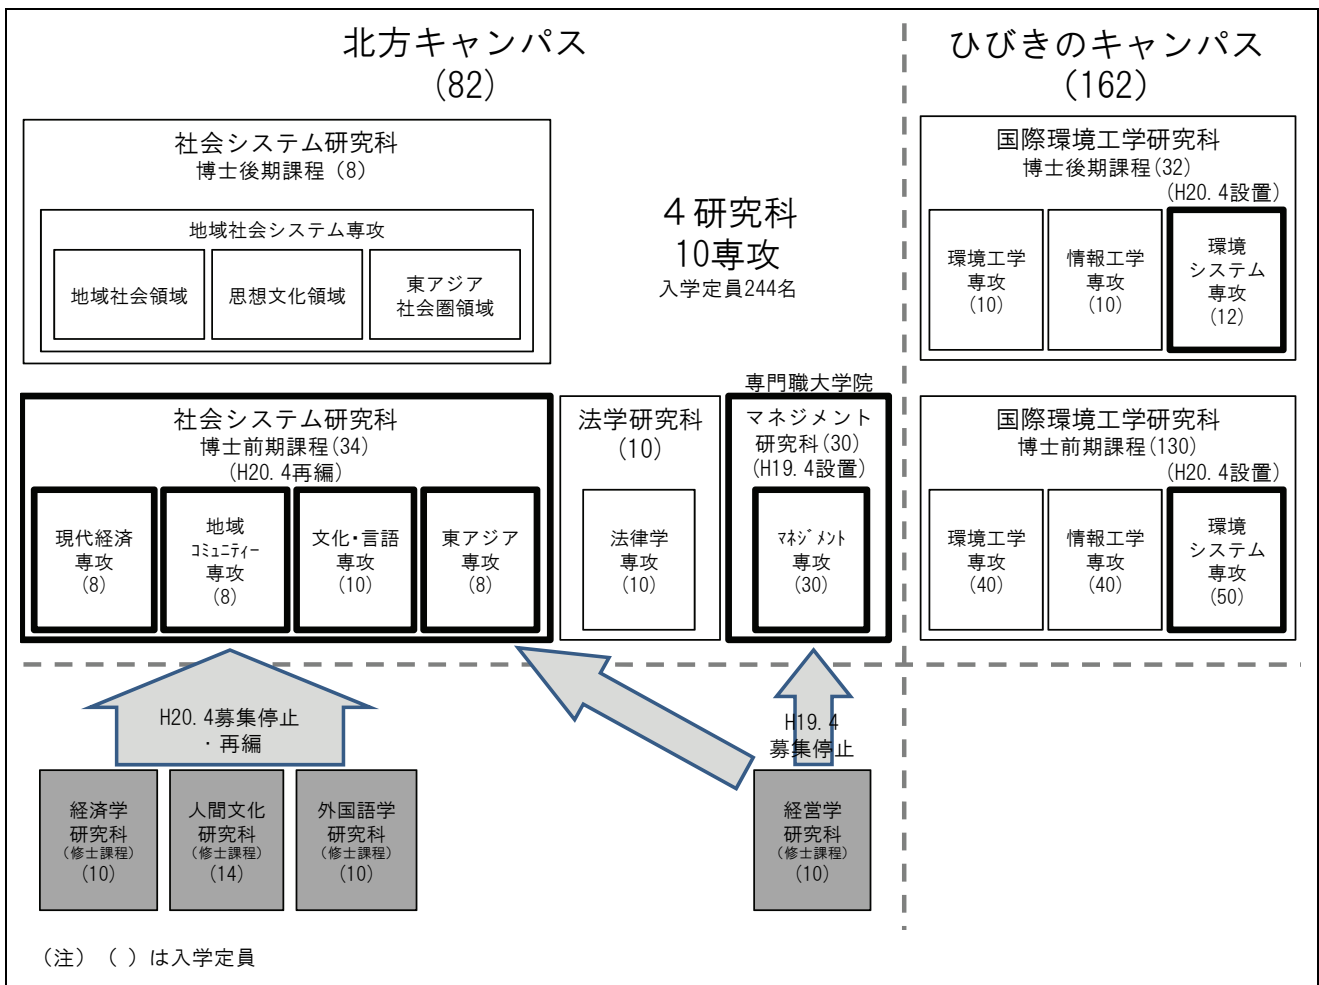 北方キャンパス
(82)
ひびきのキャンパス
(162)
社会システム研究科
博士後期課程（8）
地域社会システム専攻
地域社会領域
思想文化領域
東アジア
社会圏領域
４研究科
10専攻
入学定員244名
国際環境工学研究科
博士後期課程(32)
(H20.4設置)
環境工学
専攻
(10)
情報工学
専攻
(10)
環境
システム
専攻
(12)
社会システム研究科
博士前期課程(34)
(H20.4再編)
現代経済
専攻
(8)
地域
ｺﾐｭﾆﾃｨｰ
専攻
(8)
文化・言語
専攻
(10)
東アジア
専攻
(8)
法学研究科
(10)
法律学
専攻
(10)
専門職大学院
マネジメント
研究科(30)
(H19.4設置)
ﾏﾈｼﾞﾒﾝﾄ
専攻
(30)
国際環境工学研究科
博士前期課程(130)
(H20.4設置)
環境工学
専攻
(40)
情報工学
専攻
(40)
環境
システム
専攻
(50)
H20.4募集停止
・再編
H19.4
募集停止
経済学
研究科
(修士課程)
(10)
人間文化
研究科
(修士課程)
(14)
外国語学
研究科
(修士課程)
(10)
経営学
研究科
(修士課程)
(10)
（注）（ ）は入学定員